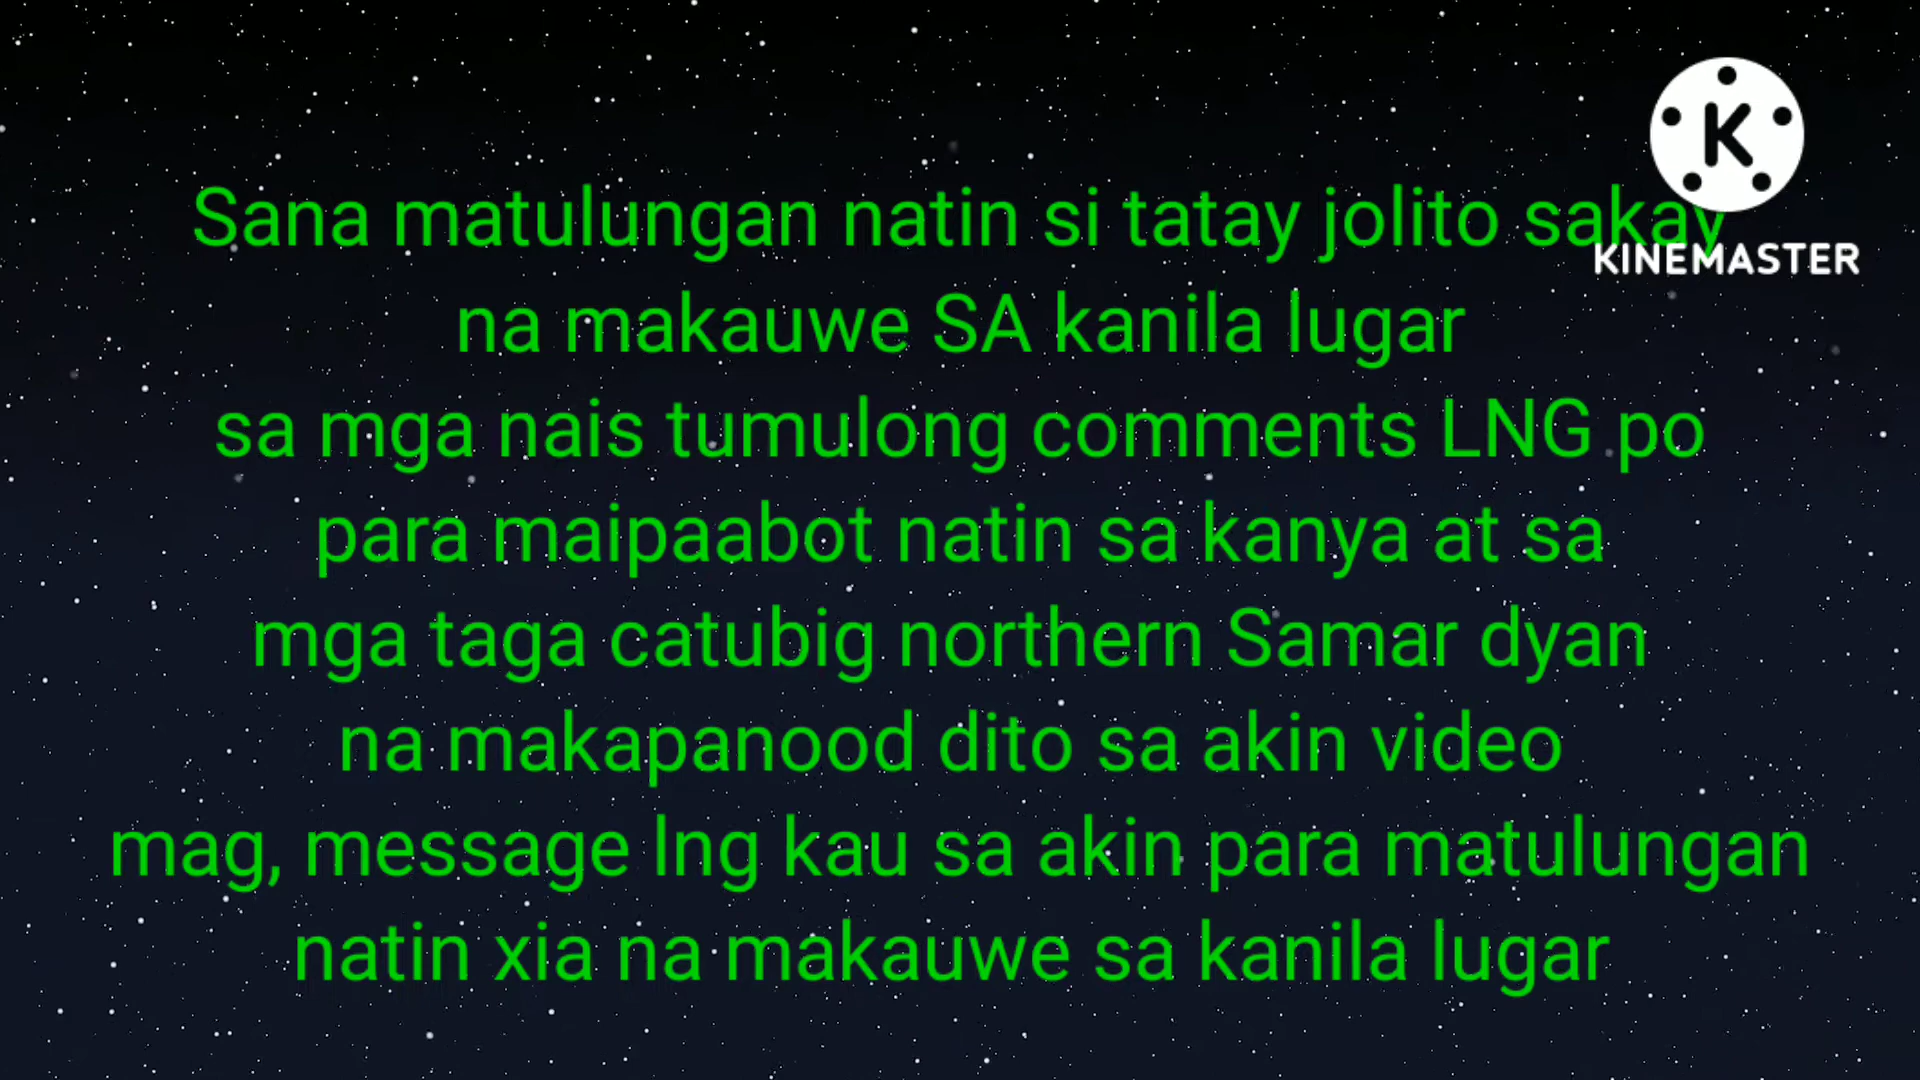 Sana matulungan natin si tatay jolito sakay
na makauwe SA kanila lugar
sa mga nais tumulong comments LNG po
para maipaabot natin sa kanya at sa
mga taga catubig northern Samar dyan
na makapanood dito sa akin video
mag, message lng kau sa akin para matulungan
natin xia na makauwe sa kanila lugar
K
KINEMASTER